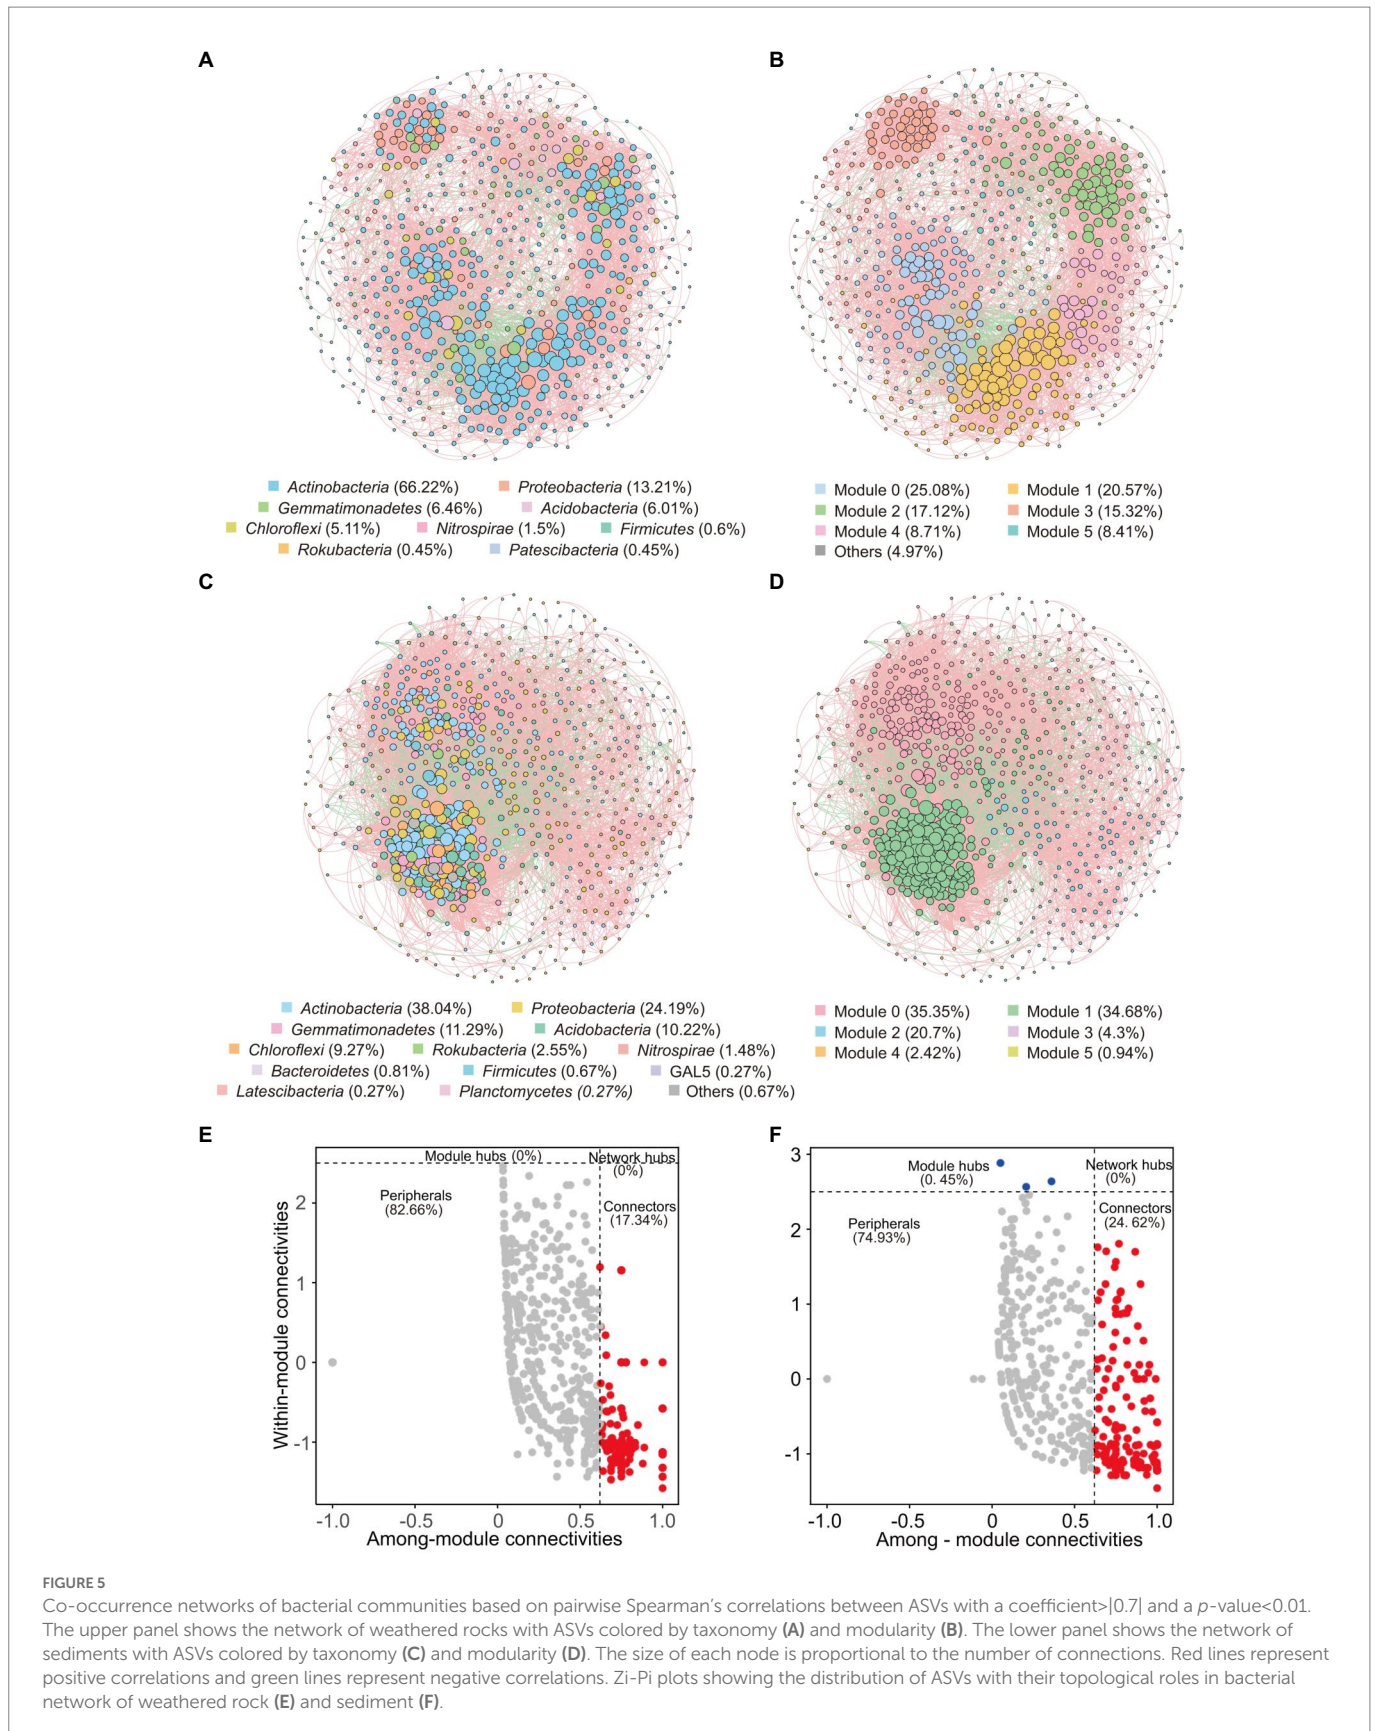 A
B
Actinobacteria (66.22%) Proteobacteria (13.21%)
Gemmatimonadetes (6.46%) Acidobacteria (6.01%)
Chloroflexi (5.11%) Nitrospirae (1.5%) Firmicutes (0.6%)
Rokubacteria (0.45%) Patescibacteria (0.45%)
Module 0 (25.08%) Module 1 (20.57%)
Module 2 (17.12%) Module 3 (15.32%)
Module 4 (8.71%) Module 5 (8.41%)
Others (4.97%)
C
D
Actinobacteria (38.04%) Proteobacteria (24.19%)
Gemmatimonadetes (11.29%) Acidobacteria (10.22%)
Chloroflexi (9.27%) Rokubacteria (2.55%) Nitrospirae (1.48%)
Bacteroidetes (0.81%) Firmicutes (0.67%) GAL5 (0.27%)
Latescibacteria (0.27%) Planctomycetes (0.27%) Others (0.67%)
Module 0 (35.35%) Module 1 (34.68%)
Module 2 (20.7%) Module 3 (4.3%)
Module 4 (2.42%) Module 5 (0.94%)
E
Module hubs (0%)
Network hubs
(0%)
Peripherals
(82.66%)
Connectors
(17.34%)
Within-module connectivities
2
1
0
-1
-1.0 -0.5 0 0.5 1.0
Among-module connectivities
F
Module hubs
(0. 45%)
Network hubs
(0%)
Peripherals
(74.93%)
Connectors
(24. 62%)
3
2
1
0
-1
-1.0 -0.5 0 0.5 1.0
Among - module connectivities
FIGURE 5
Co-occurrence networks of bacterial communities based on pairwise Spearman's correlations between ASVs with a coefficient>|0.7| and a p-value<0.01.
The upper panel shows the network of weathered rocks with ASVs colored by taxonomy (A) and modularity (B). The lower panel shows the network of
sediments with ASVs colored by taxonomy (C) and modularity (D). The size of each node is proportional to the number of connections. Red lines represent
positive correlations and green lines represent negative correlations. Zi-Pi plots showing the distribution of ASVs with their topological roles in bacterial
network of weathered rock (E) and sediment (F).